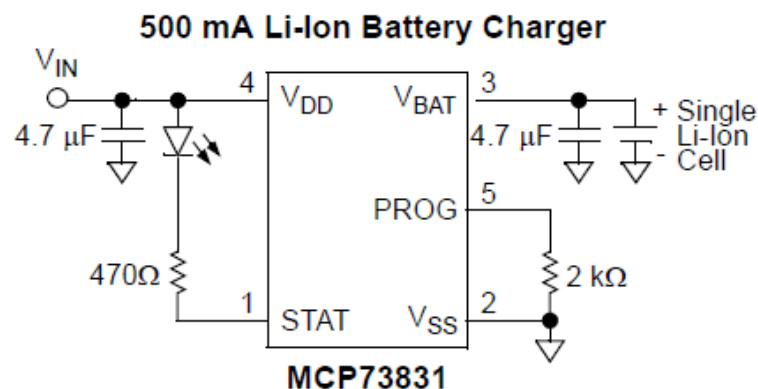 500 mA Li-Ion Battery Charger
VIN
4
3
VDD
VBAT
4.7 μF
4.7 μF
+ Single
Li-Ion
- Cell
5
PROG
470Ω
2 kΩ
1
2
STAT
VSS
MCP73831